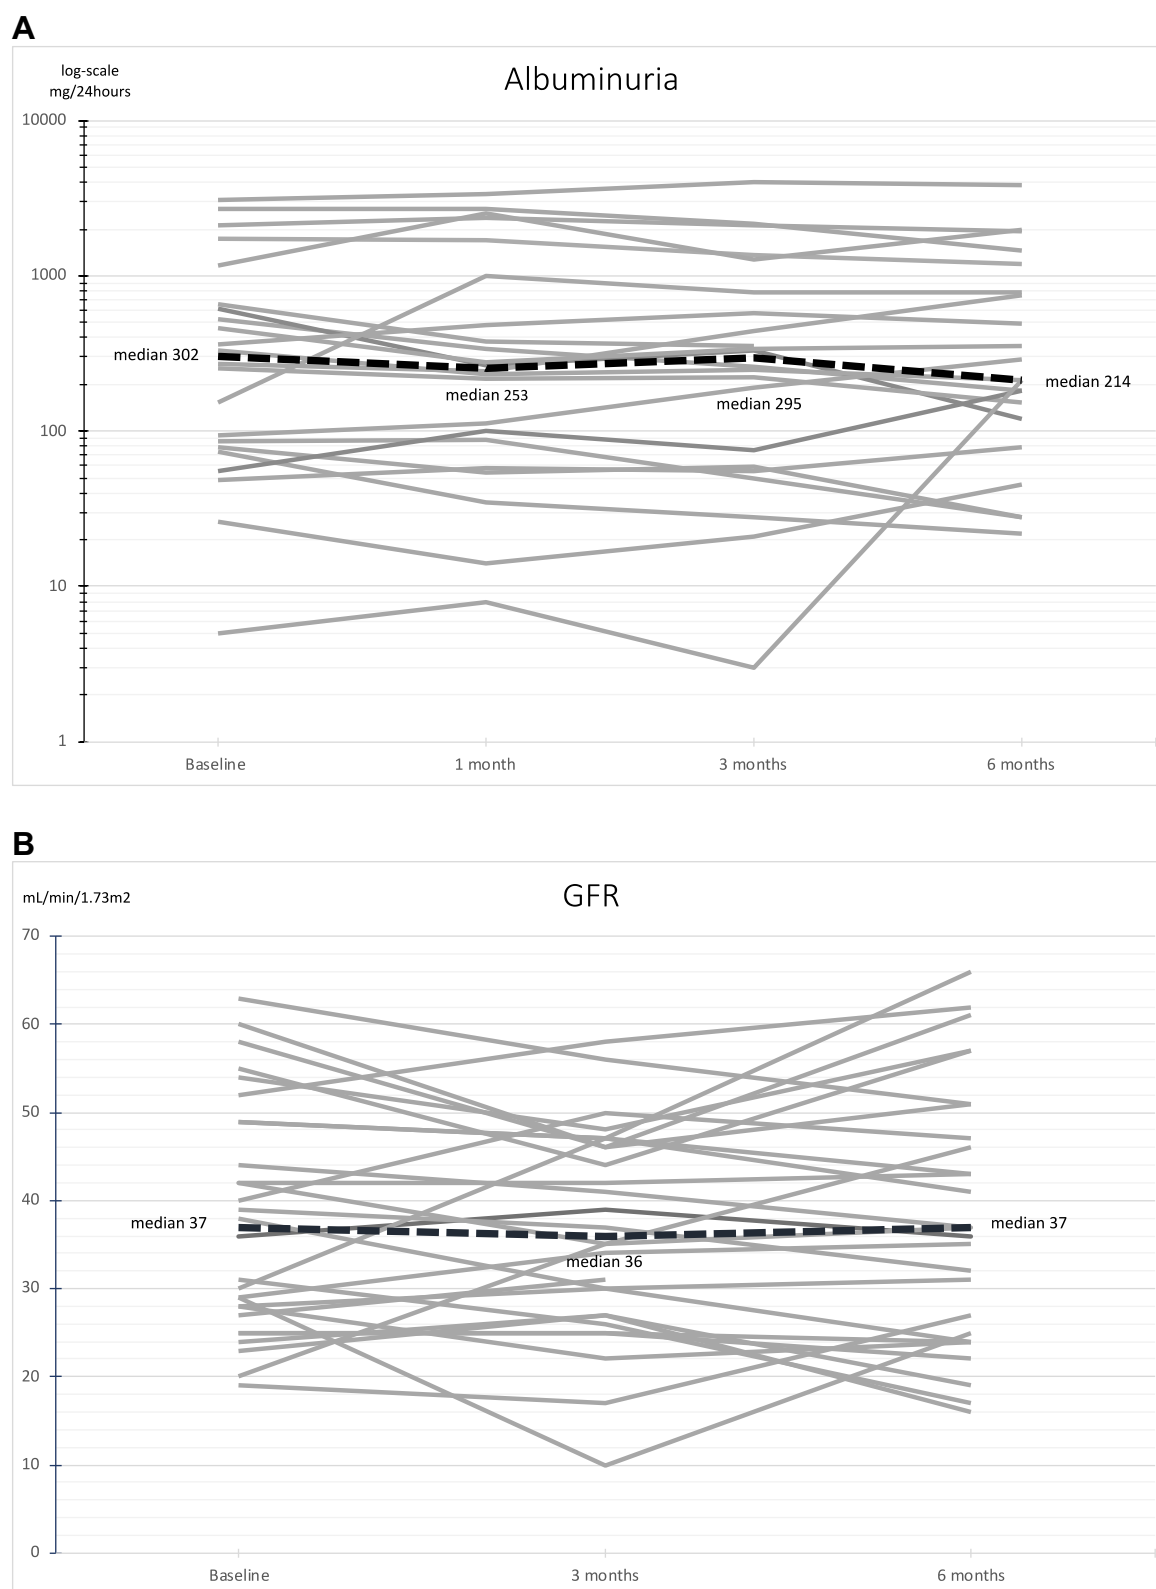 A
log-scale
mg/24hours
Albuminuria
10000
1000
median 302
median 253
median 295
median 214
100
10
1
Baseline
1 month
3 months
6 months
B
mL/min/1.73m2
GFR
70
60
50
40
median 37
median 36
median 37
30
20
10
0
Baseline
3 months
6 months